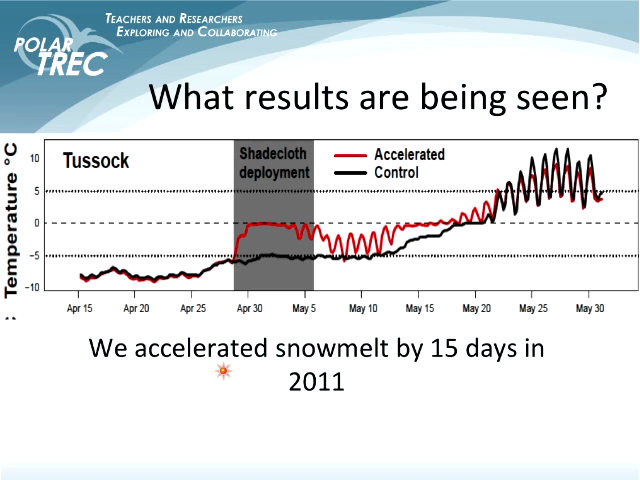 TEACHERS AND RESEARCHERS
EXPLORING AND COLLABORATING
POLAR
TREC
What results are being seen?
Temperature °C
10
5
0
−5
−10
Tussock
Shadecloth
deployment
Accelerated
Control
Apr 15 Apr 20 Apr 25 Apr 30 May 5 May 10 May 15 May 20 May 25 May 30
We accelerated snowmelt by 15 days in
2011